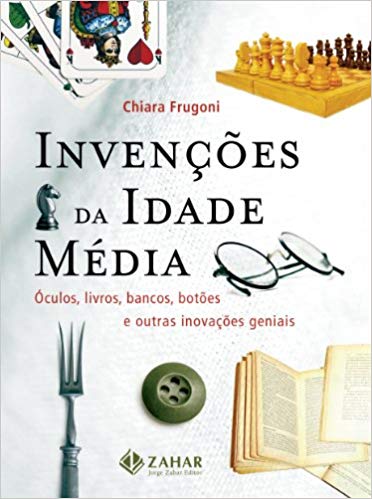 Chiara Frugoni
INVENÇÕES
DA IDADE
MÉDIA
Óculos, livros, bancos, botões
e outras inovações geniais
ZAHAR
Jorge Zahar Editor